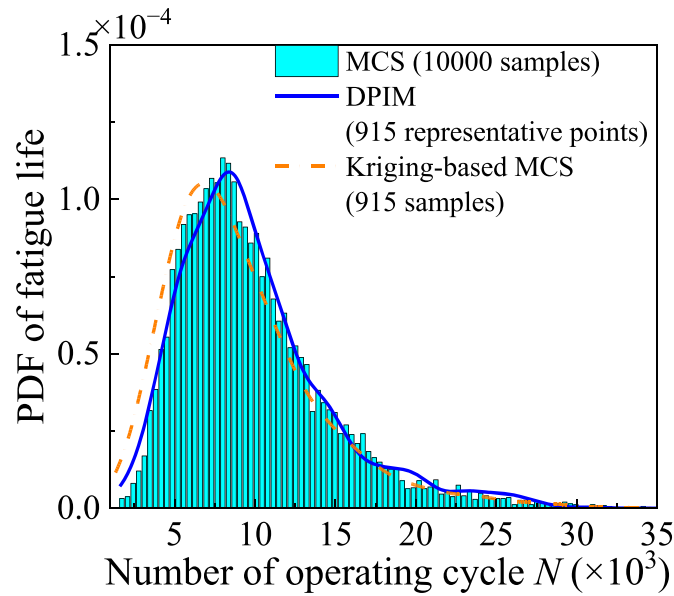 ×10⁻⁴
1.5
1.0
0.5
0.0
PDF of fatigue life
MCS (10000 samples)
DPIM
(915 representative points)
Kriging-based MCS
(915 samples)
5 10 15 20 25 30 35
Number of operating cycle N (×10³)